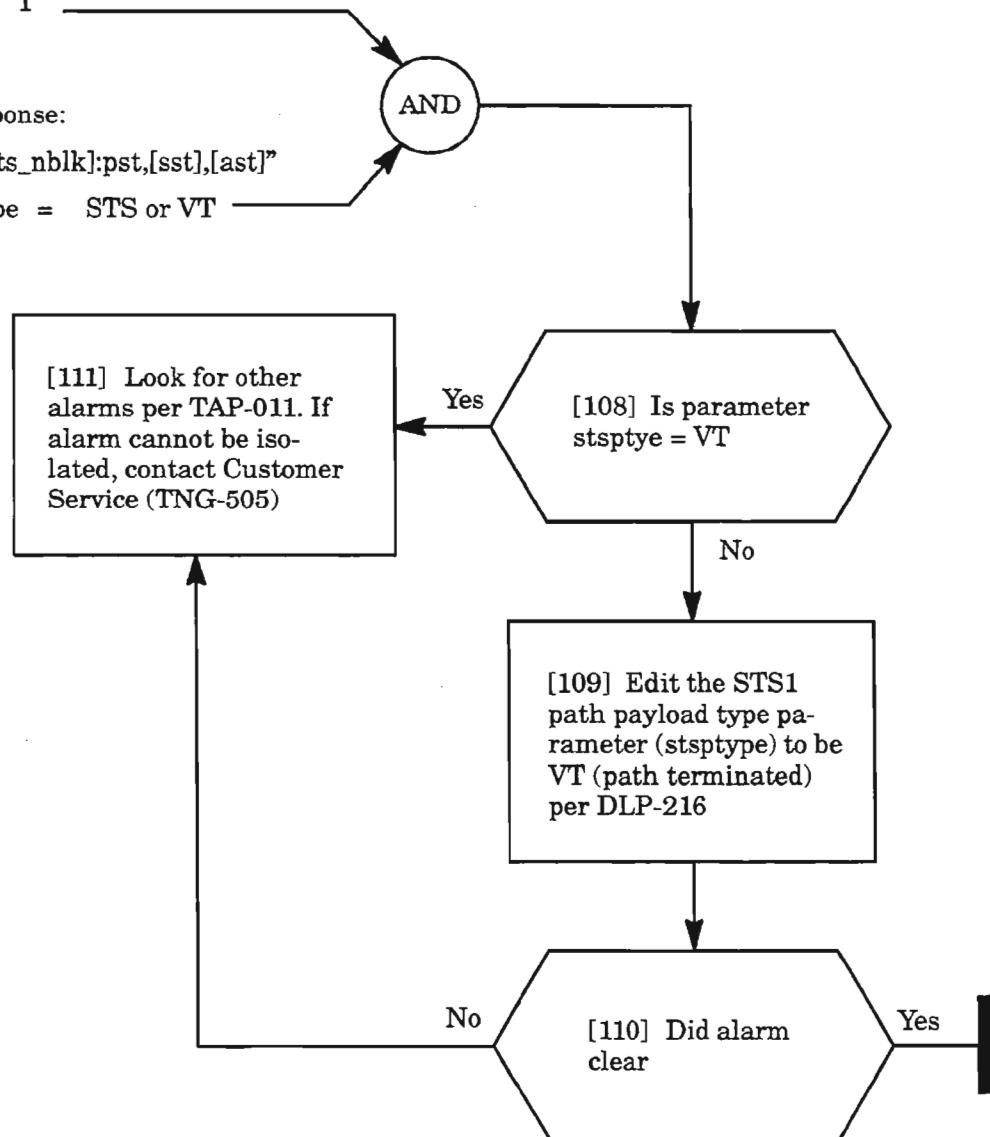 1
ponse:
ts_nblk]:pst,[sst],[ast]”
pe = STS or VT
AND
[111] Look for other
alarms per TAP-011. If
alarm cannot be iso-
lated, contact Customer
Service (TNG-505)
Yes
[108] Is parameter
stsptye = VT
No
[109] Edit the STS1
path payload type pa-
rameter (stsptype) to be
VT (path terminated)
per DLP-216
No
[110] Did alarm
clear
Yes